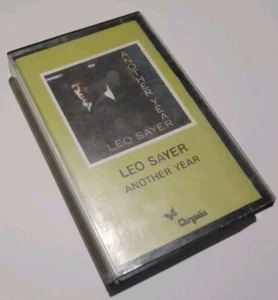 ANOTHER YEAR
LEO SAYER
LEO SAYER
ANOTHER YEAR
Chrysalis